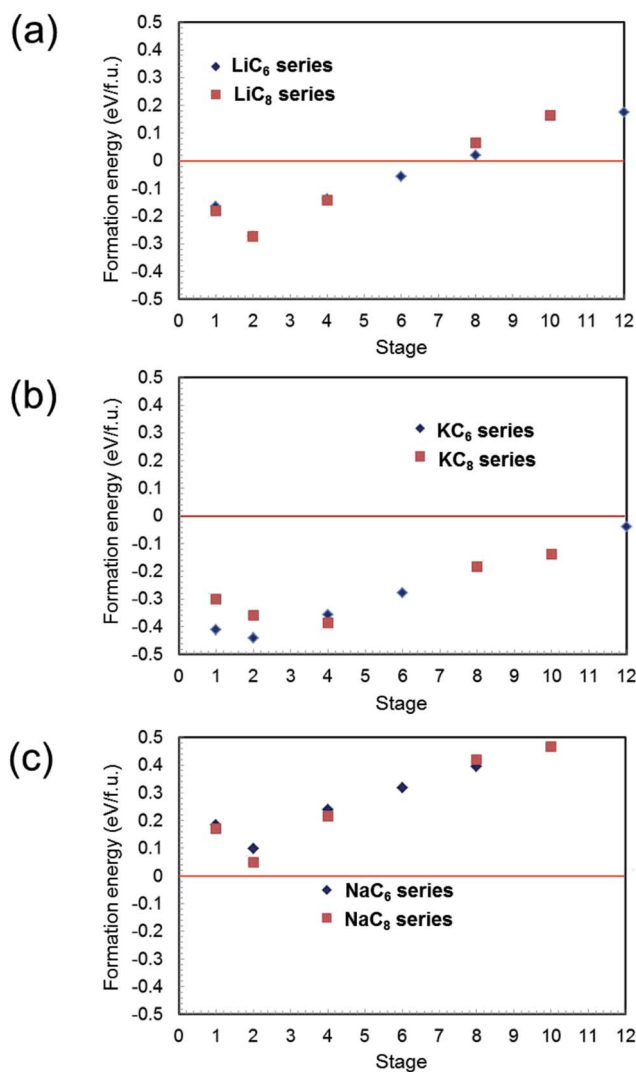 (a)
Formation energy (eV/f.u.)
0.5
0.4
0.3
0.2
0.1
0
-0.1
-0.2
-0.3
-0.4
-0.5
LiC6 series
LiC8 series
0 1 2 3 4 5 6 7 8 9 10 11 12
Stage
(b)
Formation energy (eV/f.u.)
0.5
0.4
0.3
0.2
0.1
0
-0.1
-0.2
-0.3
-0.4
-0.5
KC6 series
KC8 series
0 1 2 3 4 5 6 7 8 9 10 11 12
Stage
(c)
Formation energy (eV/f.u.)
0.5
0.4
0.3
0.2
0.1
0
-0.1
-0.2
-0.3
-0.4
-0.5
NaC6 series
NaC8 series
0 1 2 3 4 5 6 7 8 9 10 11 12
Stage